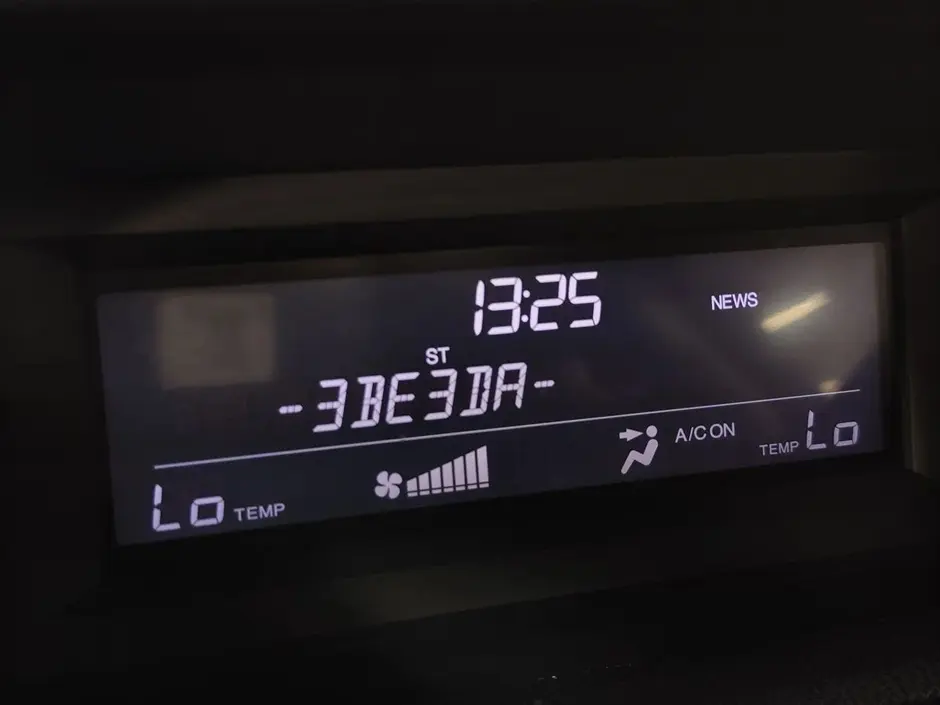 13:25
NEWS
ST
-3BE3DA-
A/C ON
TEMP Lo
Lo TEMP